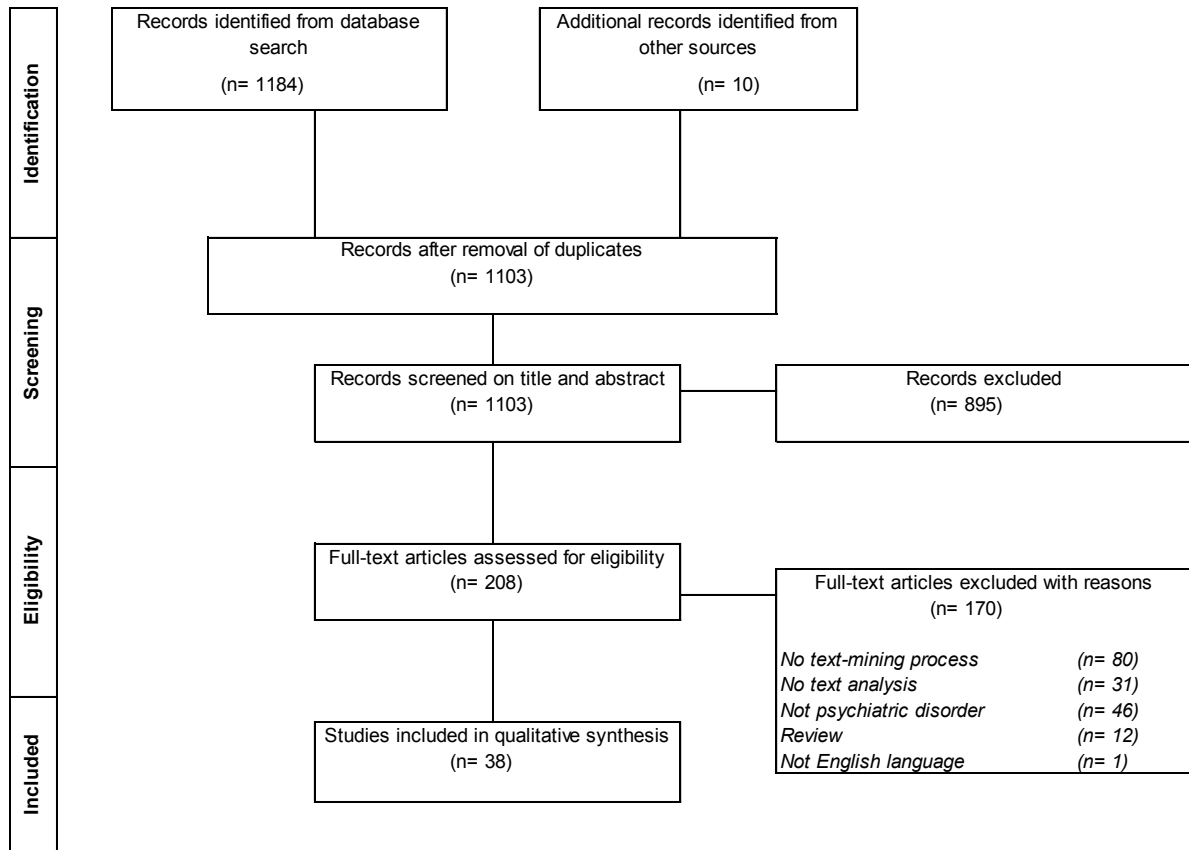 Identification
Records identified from database
search
(n= 1184)
Additional records identified from
other sources
(n= 10)
Screening
Records after removal of duplicates
(n= 1103)
Records screened on title and abstract
(n= 1103)
Records excluded
(n= 895)
Eligibility
Full-text articles assessed for eligibility
(n= 208)
Full-text articles excluded with reasons
(n= 170)
No text-mining process (n= 80)
No text analysis (n= 31)
Not psychiatric disorder (n= 46)
Review (n= 12)
Not English language (n= 1)
Included
Studies included in qualitative synthesis
(n= 38)